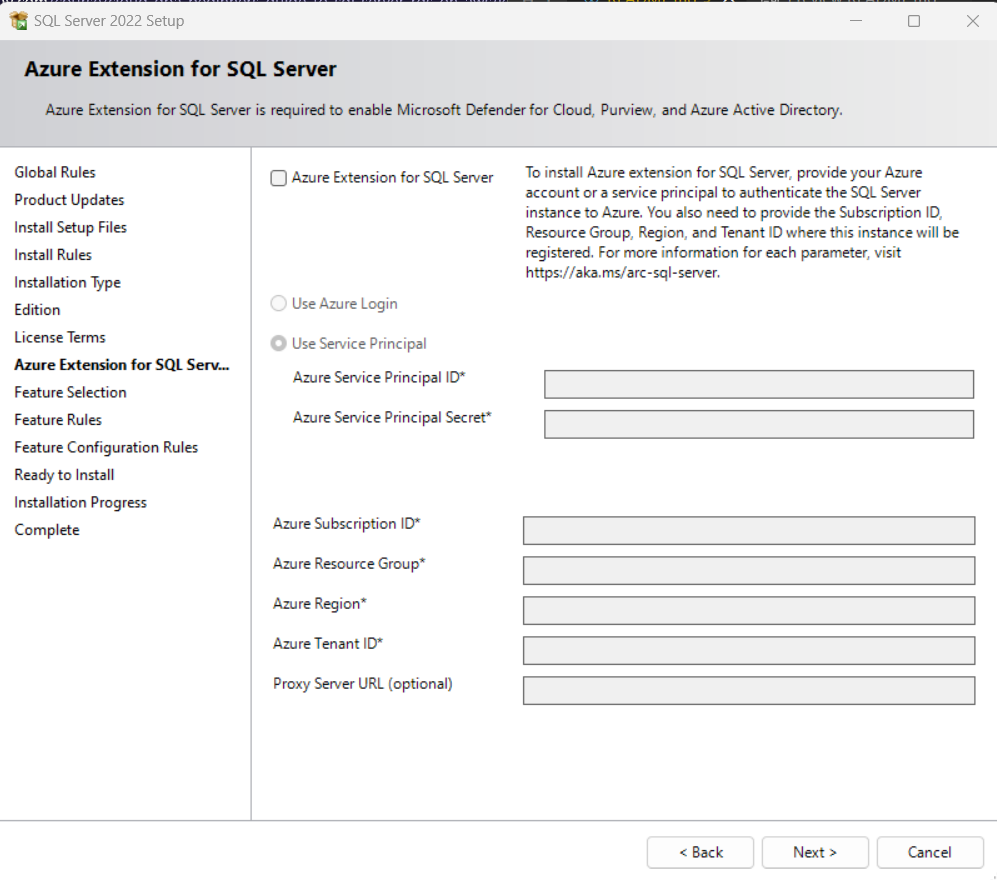 SQL Server 2022 Setup
Azure Extension for SQL Server
Azure Extension for SQL Server is required to enable Microsoft Defender for Cloud, Purview, and Azure Active Directory.
Global Rules
Product Updates
Install Setup Files
Install Rules
Installation Type
Edition
License Terms
Azure Extension for SQL Serv...
Feature Selection
Feature Rules
Feature Configuration Rules
Ready to Install
Installation Progress
Complete
Azure Extension for SQL Server
To install Azure extension for SQL Server, provide your Azure
account or a service principal to authenticate the SQL Server
instance to Azure. You also need to provide the Subscription ID,
Resource Group, Region, and Tenant ID where this instance will be
registered. For more information for each parameter, visit
https://aka.ms/arc-sql-server.
Use Azure Login
Use Service Principal
Azure Service Principal ID*
Azure Service Principal Secret*
Azure Subscription ID*
Azure Resource Group*
Azure Region*
Azure Tenant ID*
Proxy Server URL (optional)
< Back
Next >
Cancel